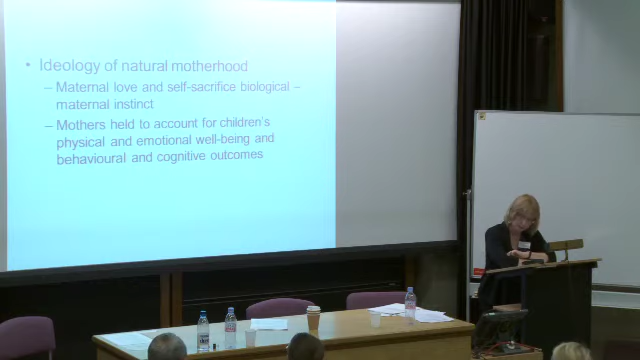 • Ideology of natural motherhood
– Maternal love and self-sacrifice biological –
maternal instinct
– Mothers held to account for children's
physical and emotional well-being and
behavioural and cognitive outcomes